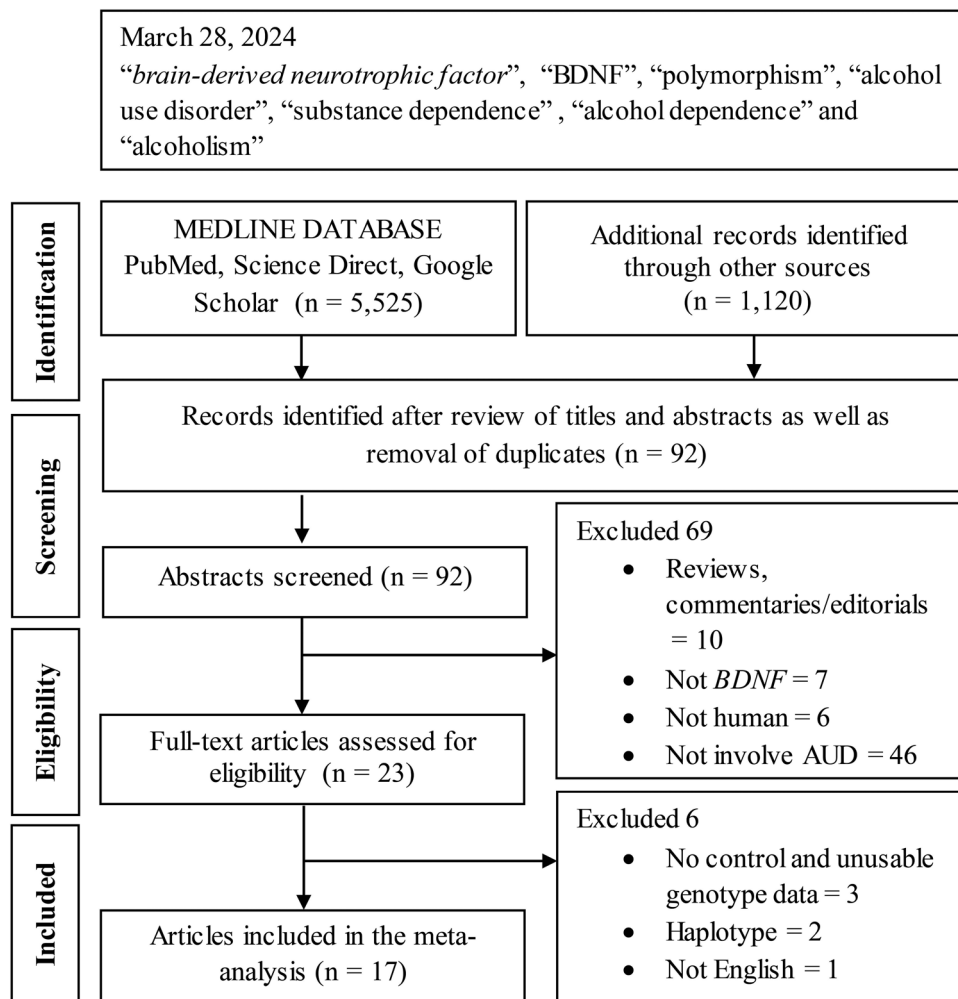 March 28, 2024
“brain-derived neurotrophic factor”, “BDNF”, “polymorphism”, “alcohol
use disorder”, “substance dependence” , “alcohol dependence” and
“alcoholism”
Identification
MEDLINE DATABASE
PubMed, Science Direct, Google
Scholar (n = 5,525)
Additional records identified
through other sources
(n = 1,120)
Records identified after review of titles and abstracts as well as
removal of duplicates (n = 92)
Screening
Abstracts screened (n = 92)
Excluded 69
• Reviews,
commentaries/editorials
= 10
• Not BDNF = 7
• Not human = 6
• Not involve AUD = 46
Eligibility
Full-text articles assessed for
eligibility (n = 23)
Excluded 6
• No control and unusable
genotype data = 3
• Haplotype = 2
• Not English = 1
Included
Articles included in the meta-
analysis (n = 17)